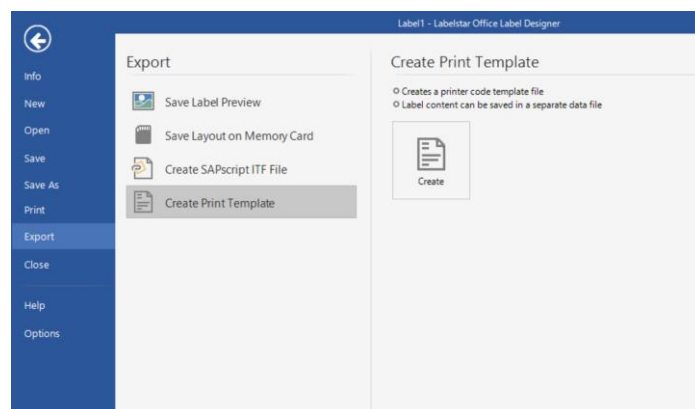 Label1 - Labelstar Office Label Designer
Info
New
Open
Save
Save As
Print
Export
Close
Help
Options
Export
Save Label Preview
Save Layout on Memory Card
Create SAPscript ITF File
Create Print Template
Create Print Template
Creates a printer code template file
Label content can be saved in a separate data file
Create